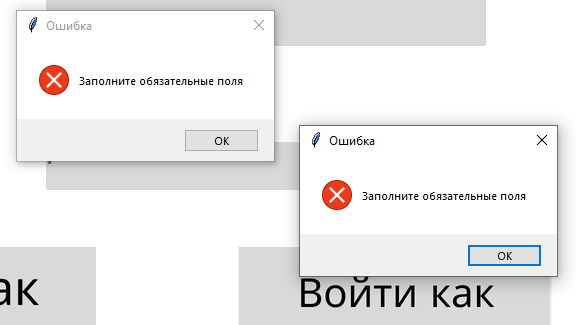 Ошибка
Заполните обязательные поля
OK
Ошибка
Заполните обязательные поля
OK
ак
Войти как